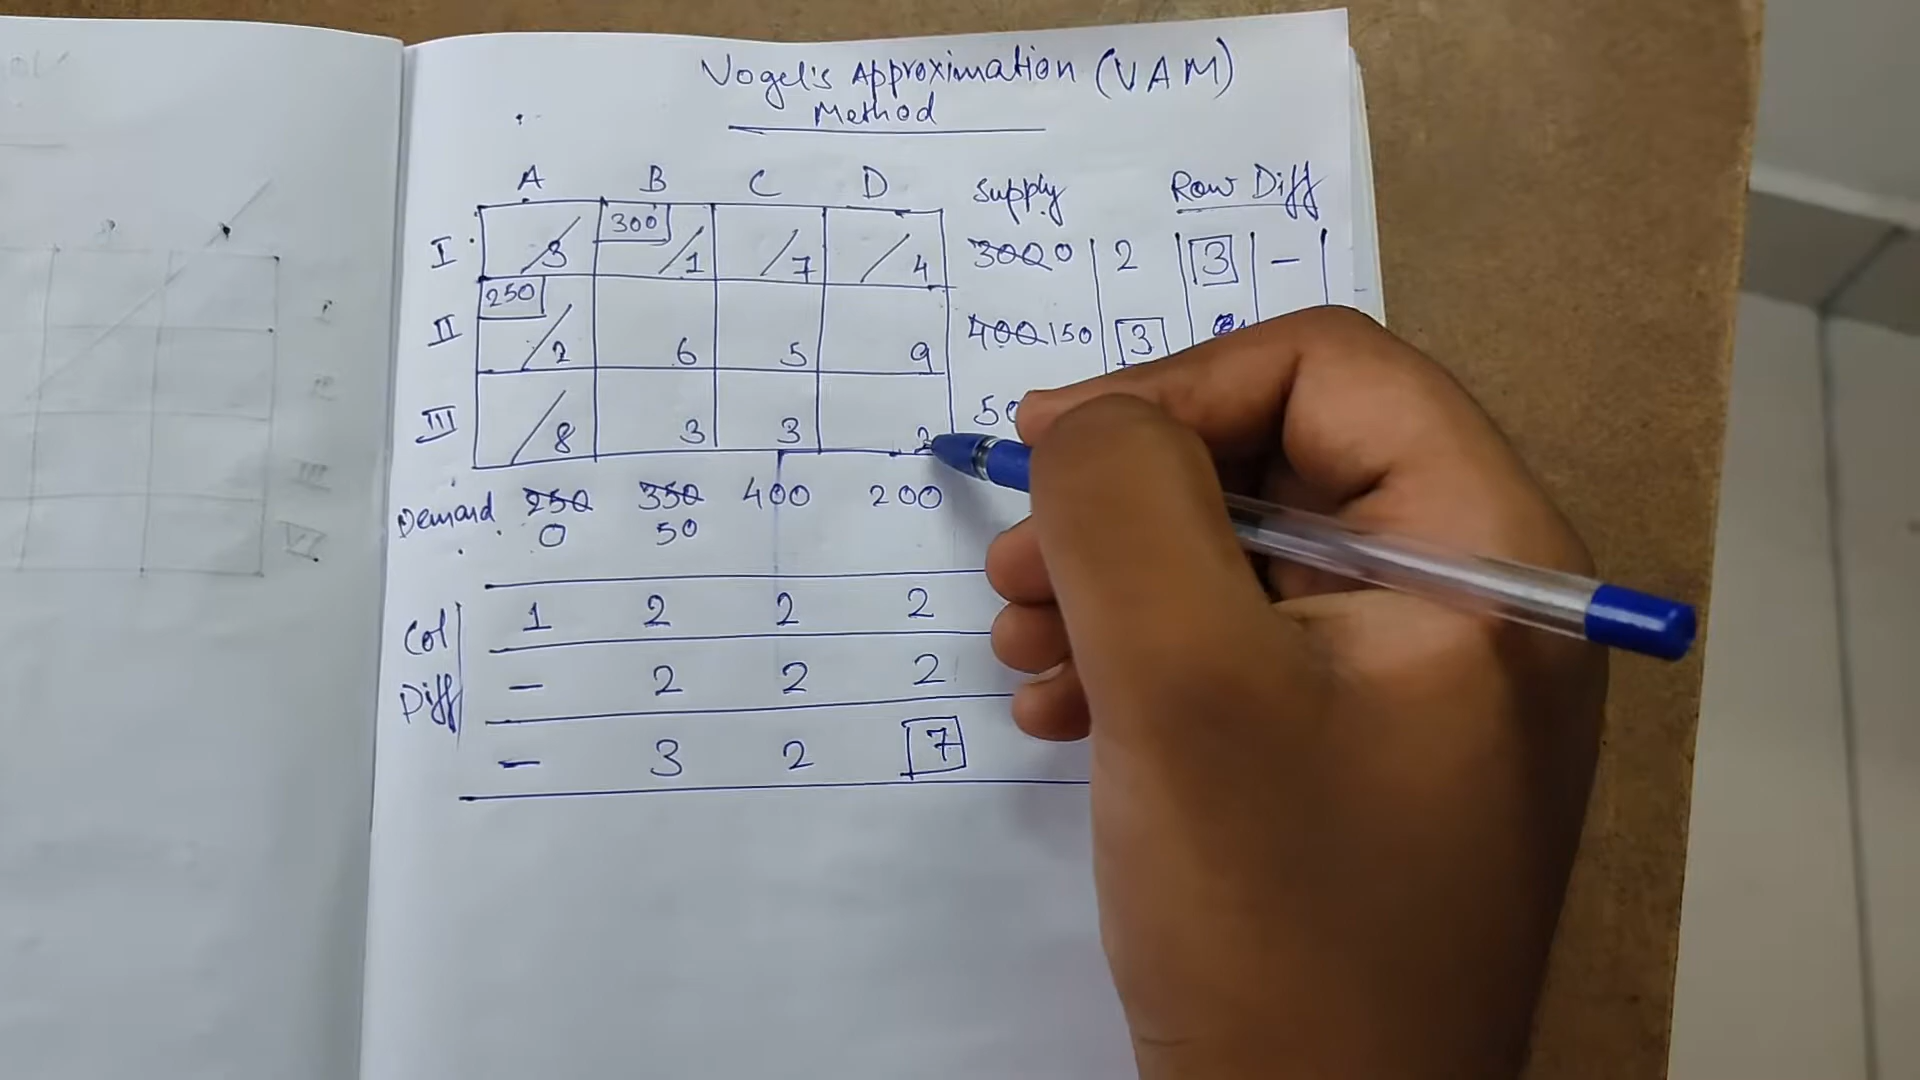 Vogel's Approximation (VAM)
Method
A B C D Supply Row Diff
I 3 300 1 7 4 300 0 2 3 –
II 250 2 6 5 9 400 150 3
III 8 3 3 2
Demand 250 350 400 200
0 50
Col 1 2 2 2
Diff – 2 2 2
– 3 2 7